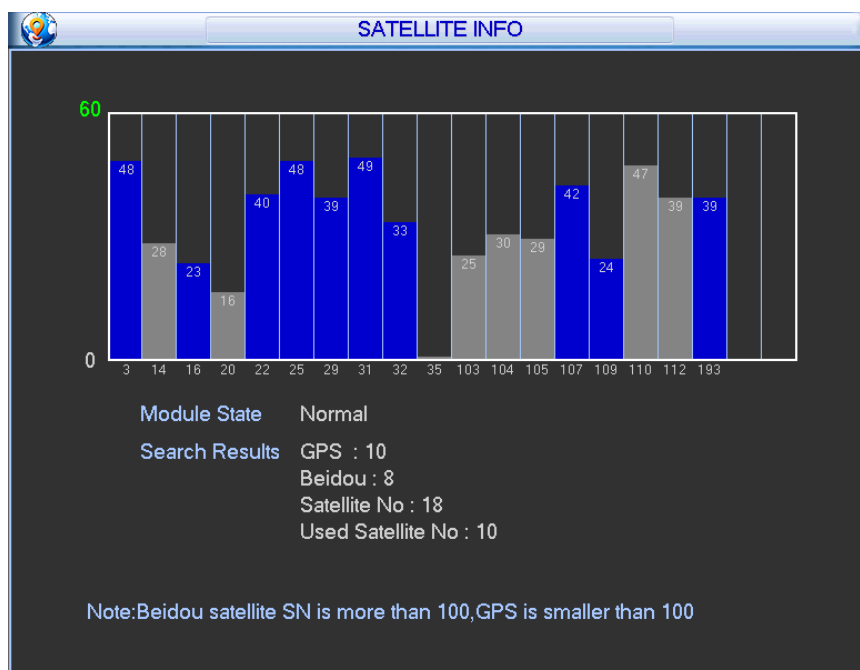 SATELLITE INFO
60
48 28 23 16 40 48 39 49 33 25 30 29 42 24 47 39 39
0
3 14 16 20 22 25 29 31 32 35 103 104 105 107 109 110 112 193
Module State Normal
Search Results GPS : 10
Beidou : 8
Satellite No : 18
Used Satellite No : 10
Note:Beidou satellite SN is more than 100,GPS is smaller than 100